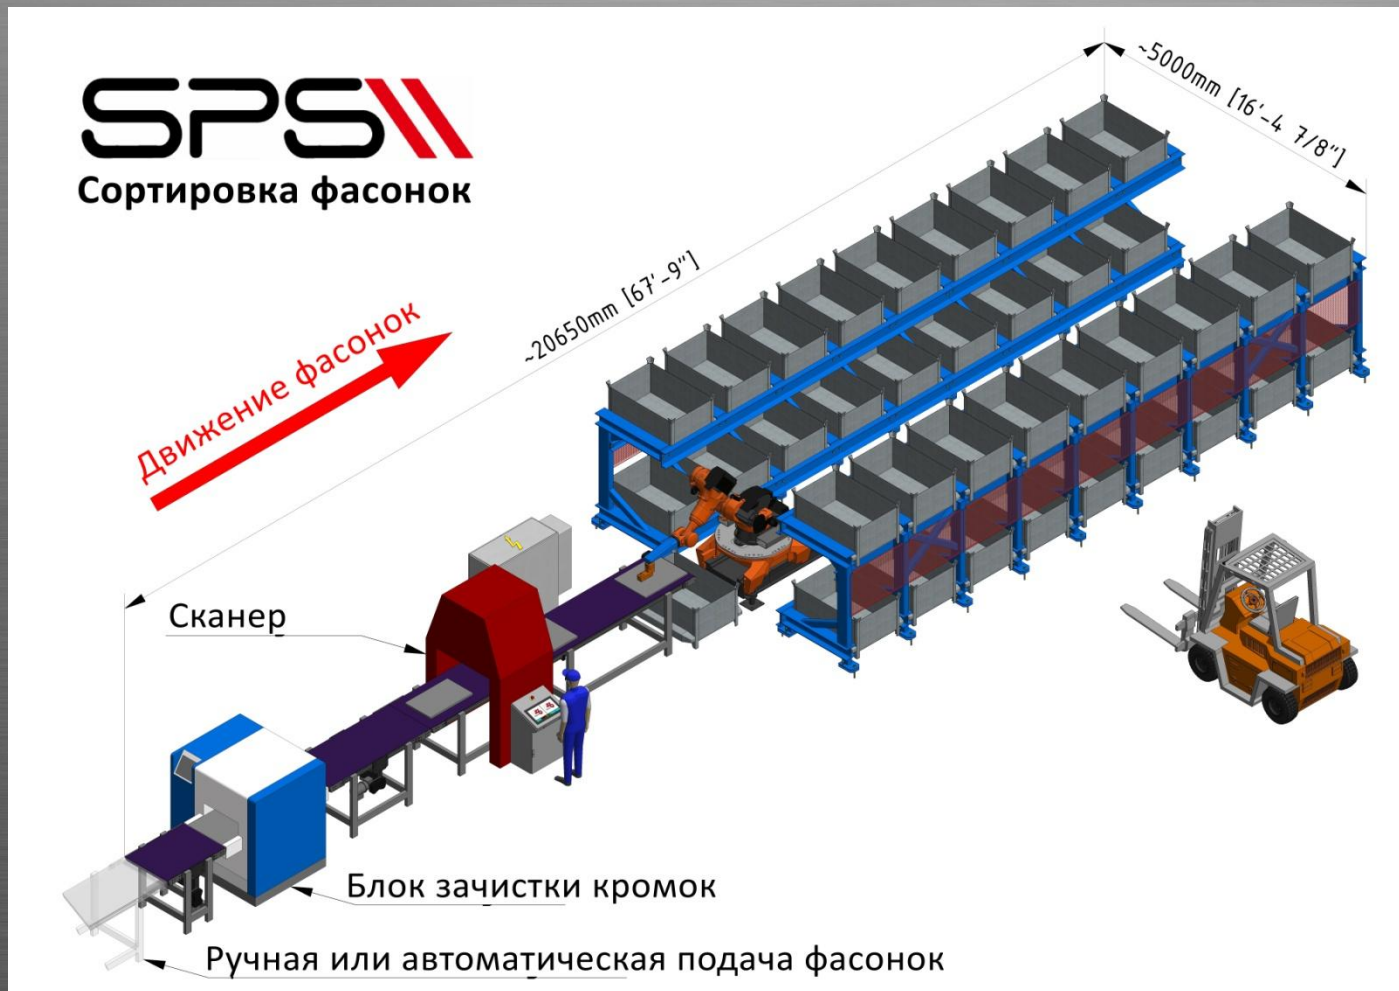 SPS
Сортировка фасонок
~5000mm [16'-4 7/8"]
~20650mm [67'-9"]
Движение фасонок
Сканер
Блок зачистки кромок
Ручная или автоматическая подача фасонок